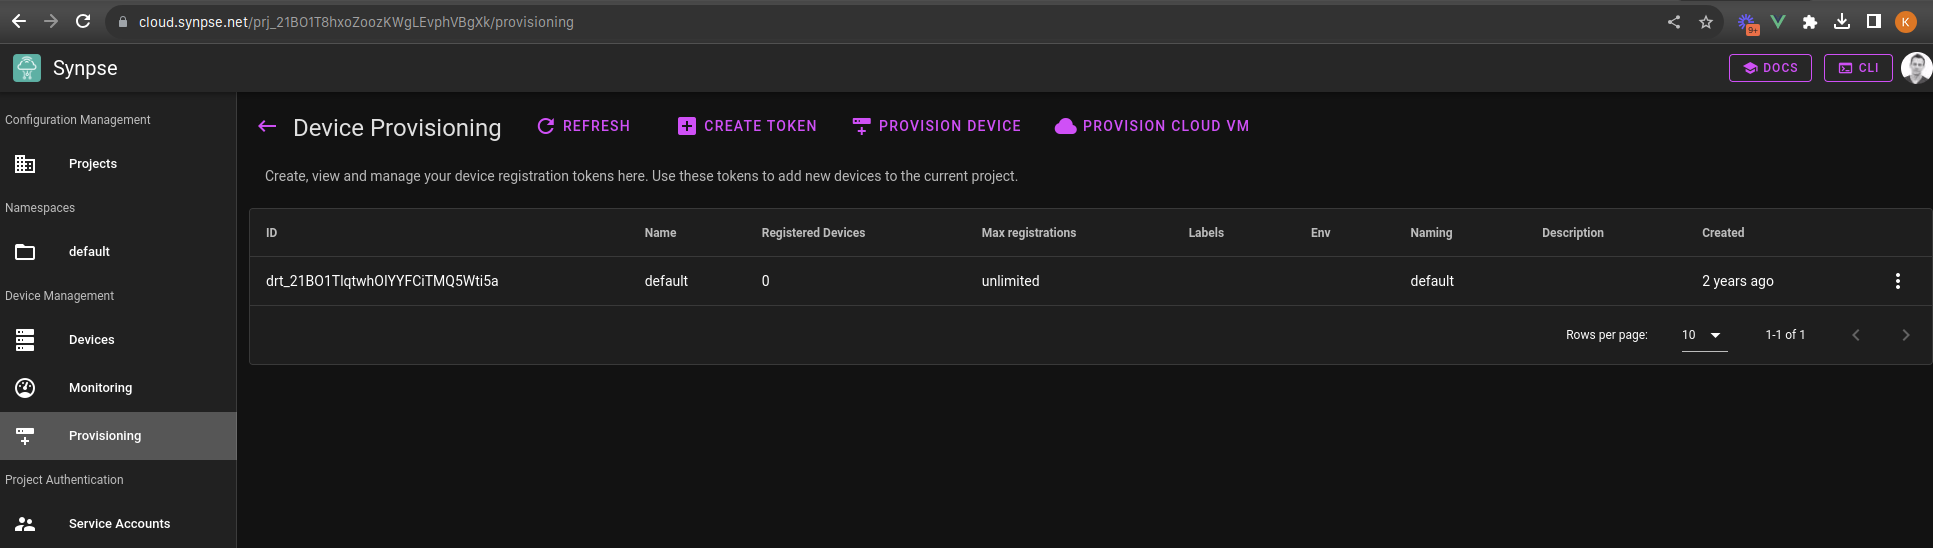 cloud.synpse.net/prj_21BO1T8hxoZoozKWgLEvphVBgXk/provisioning
9+
K
Synpse
DOCS
CLI
Configuration Management
Projects
Namespaces
default
Device Management
Devices
Monitoring
Provisioning
Project Authentication
Service Accounts
Device Provisioning
REFRESH
CREATE TOKEN
PROVISION DEVICE
PROVISION CLOUD VM
Create, view and manage your device registration tokens here. Use these tokens to add new devices to the current project.
ID Name Registered Devices Max registrations Labels Env Naming Description Created
drt_21BO1TlqtwhOIYYFCiTMQ5Wti5a default 0 unlimited default 2 years ago
Rows per page: 10 1-1 of 1